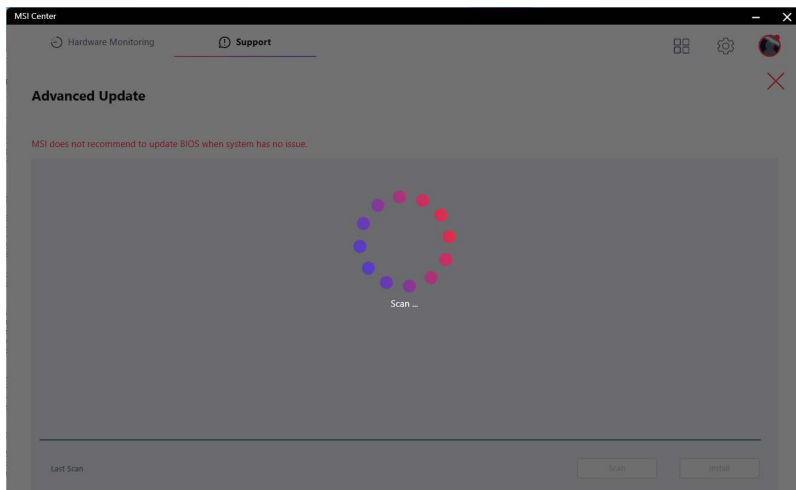 MSI Center
Hardware Monitoring
Support
Advanced Update
MSI does not recommend to update BIOS when system has no issue.
Scan ...
Last Scan
Scan
Install